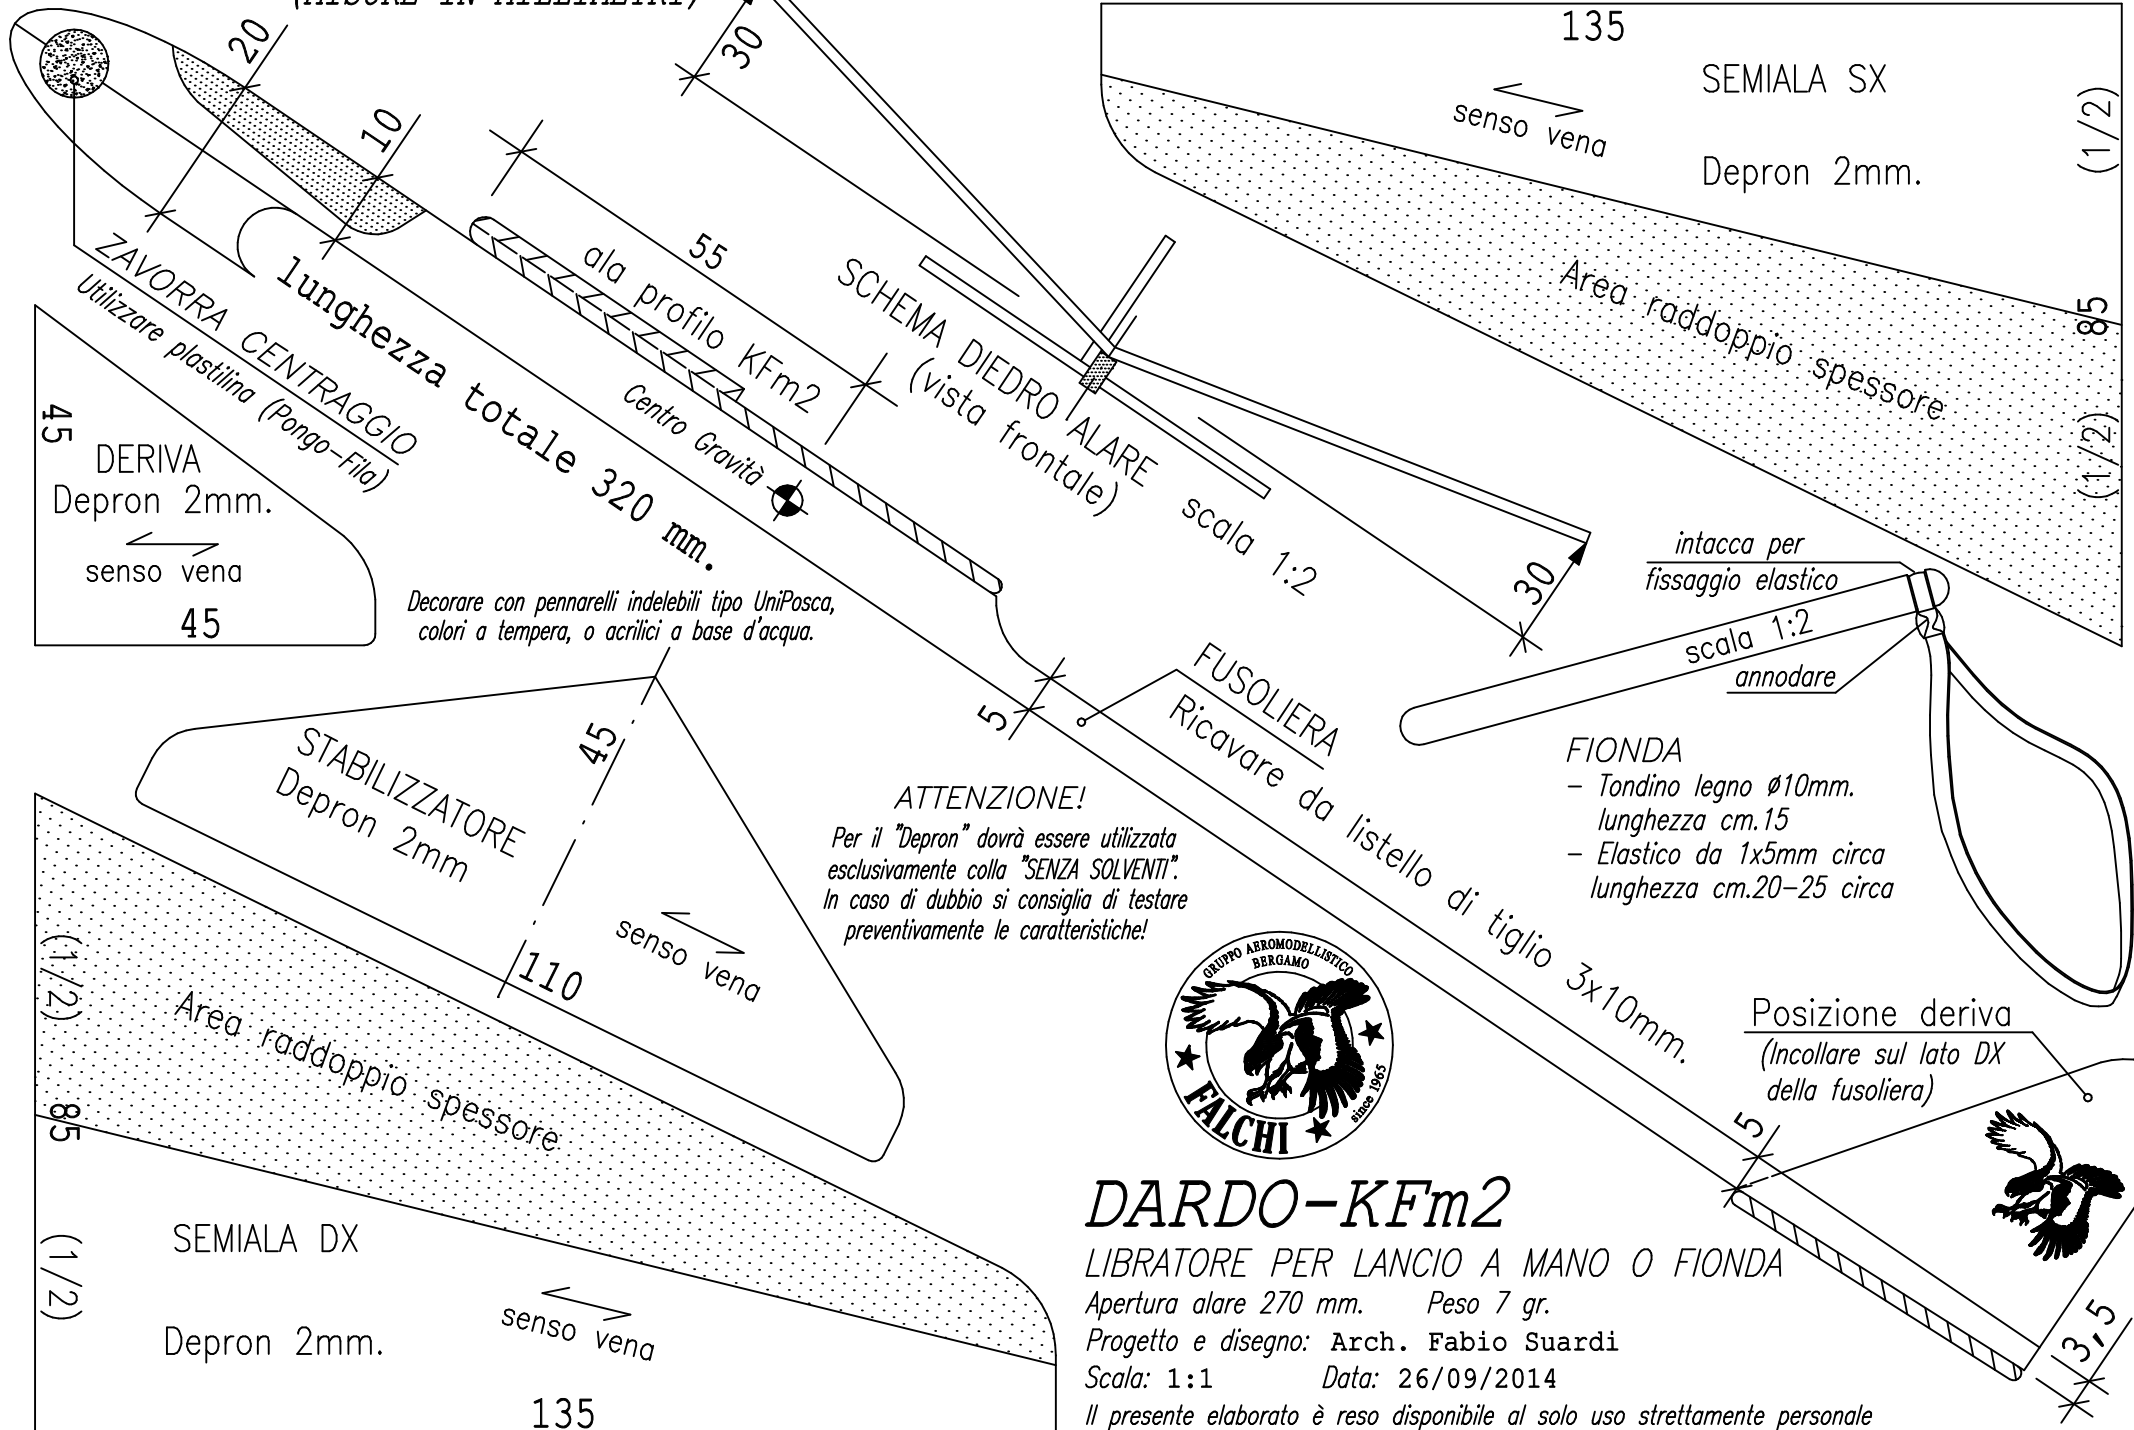 (MISURE IN MILLIMETRI)
20
10
30
55
ala profilo KFm2
ZAVORRA CENTRAGGIO
Utilizzare plastilina (Pongo-Fila)
lunghezza totale 320 mm.
Centro Gravità
SCHEMA DIEDRO ALARE
(vista frontale)
scala 1:2
30
135
SEMIALA SX
senso vena
Depron 2mm.
(1/2)
85
(1/2)
Area raddoppio spessore
45
DERIVA
Depron 2mm.
senso vena
45
Decorare con pennarelli indelebili tipo UniPosca,
colori a tempera, o acrilici a base d'acqua.
intacca per
fissaggio elastico
scala 1:2
annodare
FIONDA
- Tondino legno ø10mm.
lunghezza cm.15
- Elastico da 1x5mm circa
lunghezza cm.20-25 circa
5
FUSOLIERA
Ricavare da listello di tiglio 3x10mm.
STABILIZZATORE
Depron 2mm
45
110
senso vena
ATTENZIONE!
Per il "Depron" dovrà essere utilizzata
esclusivamente colla "SENZA SOLVENTI".
In caso di dubbio si consiglia di testare
preventivamente le caratteristiche!
GRUPPO AEROMODELLISTICO
BERGAMO
FALCHI
since 1965
Posizione deriva
(Incollare sul lato DX
della fusoliera)
5
3,5
(1/2)
85
(1/2)
Area raddoppio spessore
SEMIALA DX
senso vena
Depron 2mm.
135
DARDO-KFm2
LIBRATORE PER LANCIO A MANO O FIONDA
Apertura alare 270 mm. Peso 7 gr.
Progetto e disegno: Arch. Fabio Suardi
Scala: 1:1 Data: 26/09/2014
Il presente elaborato è reso disponibile al solo uso strettamente personale